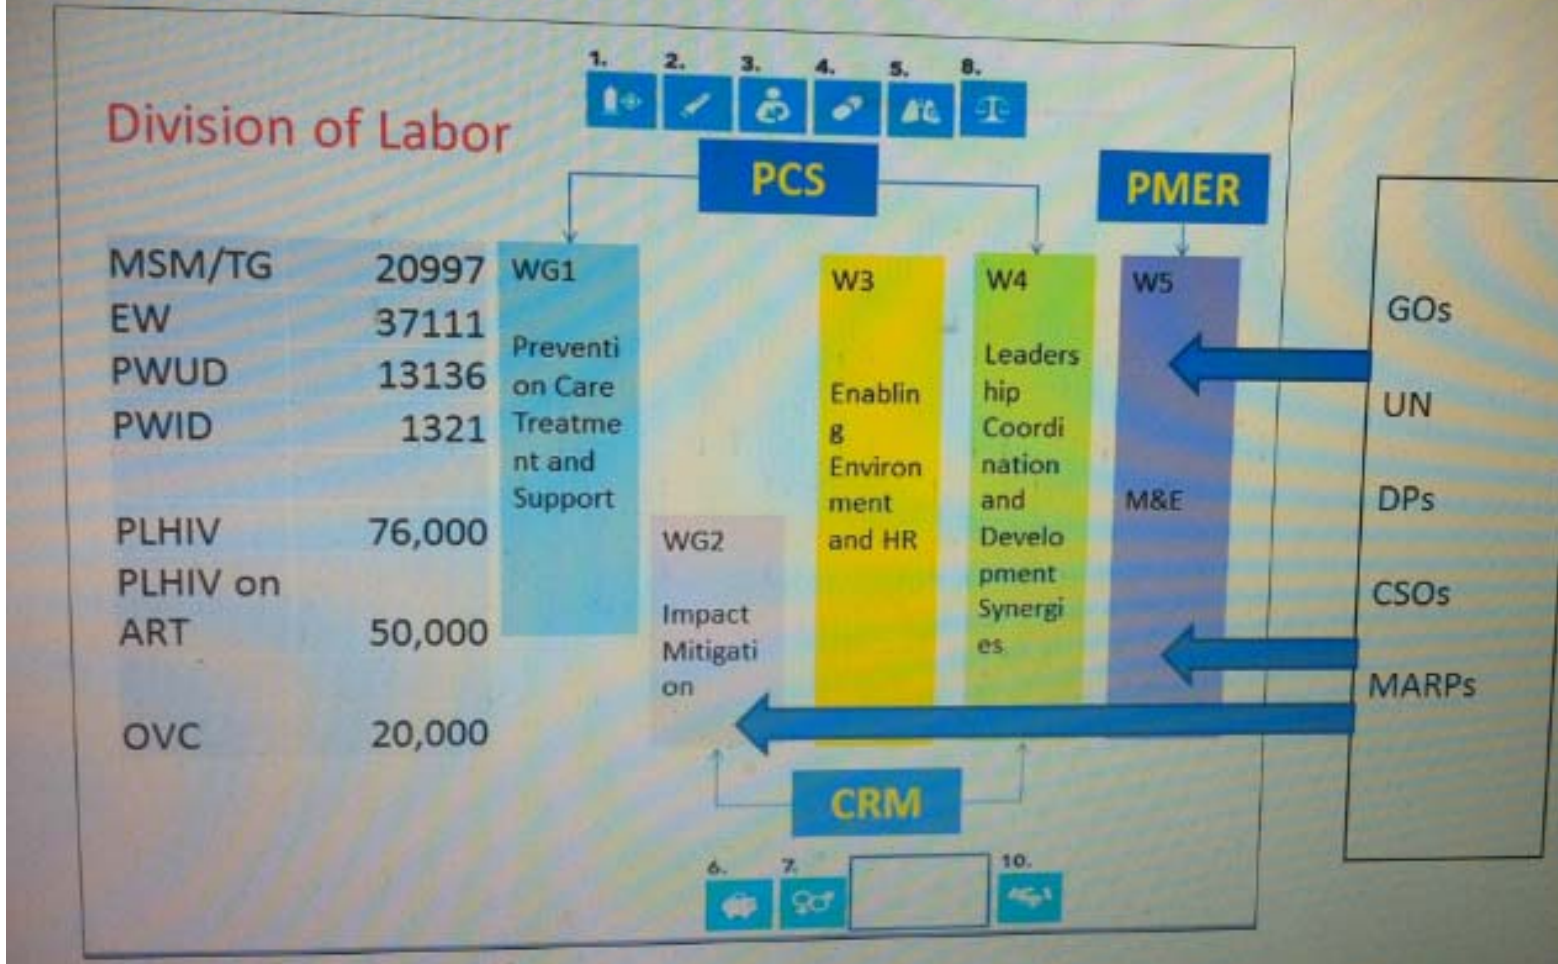 1. 2. 3. 4. 5. 8.
Division of Labor
PCS
PMER
MSM/TG 20997
EW 37111
PWUD 13136
PWID 1321
PLHIV 76,000
PLHIV on
ART 50,000
OVC 20,000
WG1
Preventi
on Care
Treatme
nt and
Support
WG2
Impact
Mitigati
on
W3
Enablin
g
Environ
ment
and HR
W4
Leaders
hip
Coordi
nation
and
Develo
pment
Synergi
es
W5
M&E
GOs
UN
DPs
CSOs
MARPs
CRM
6. 7. 10.